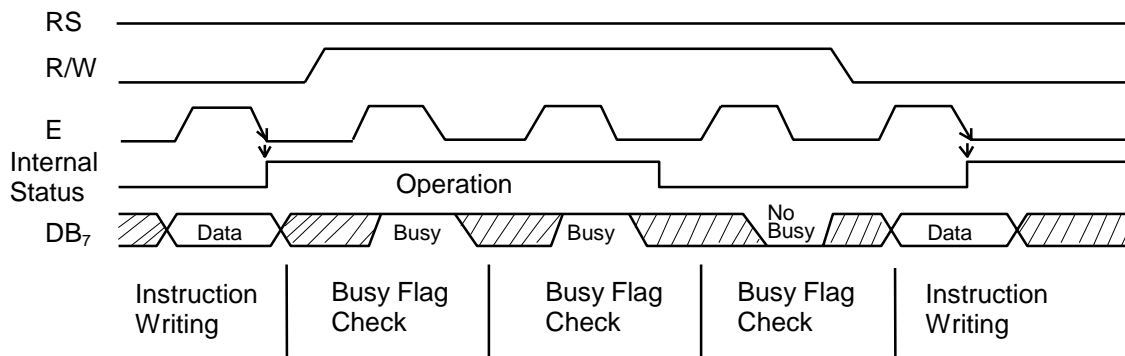 RS
R/W
E
Internal
Status
Operation
DB₇
Data
Busy
Busy
No
Busy
Data
Instruction
Writing
Busy Flag
Check
Busy Flag
Check
Busy Flag
Check
Instruction
Writing